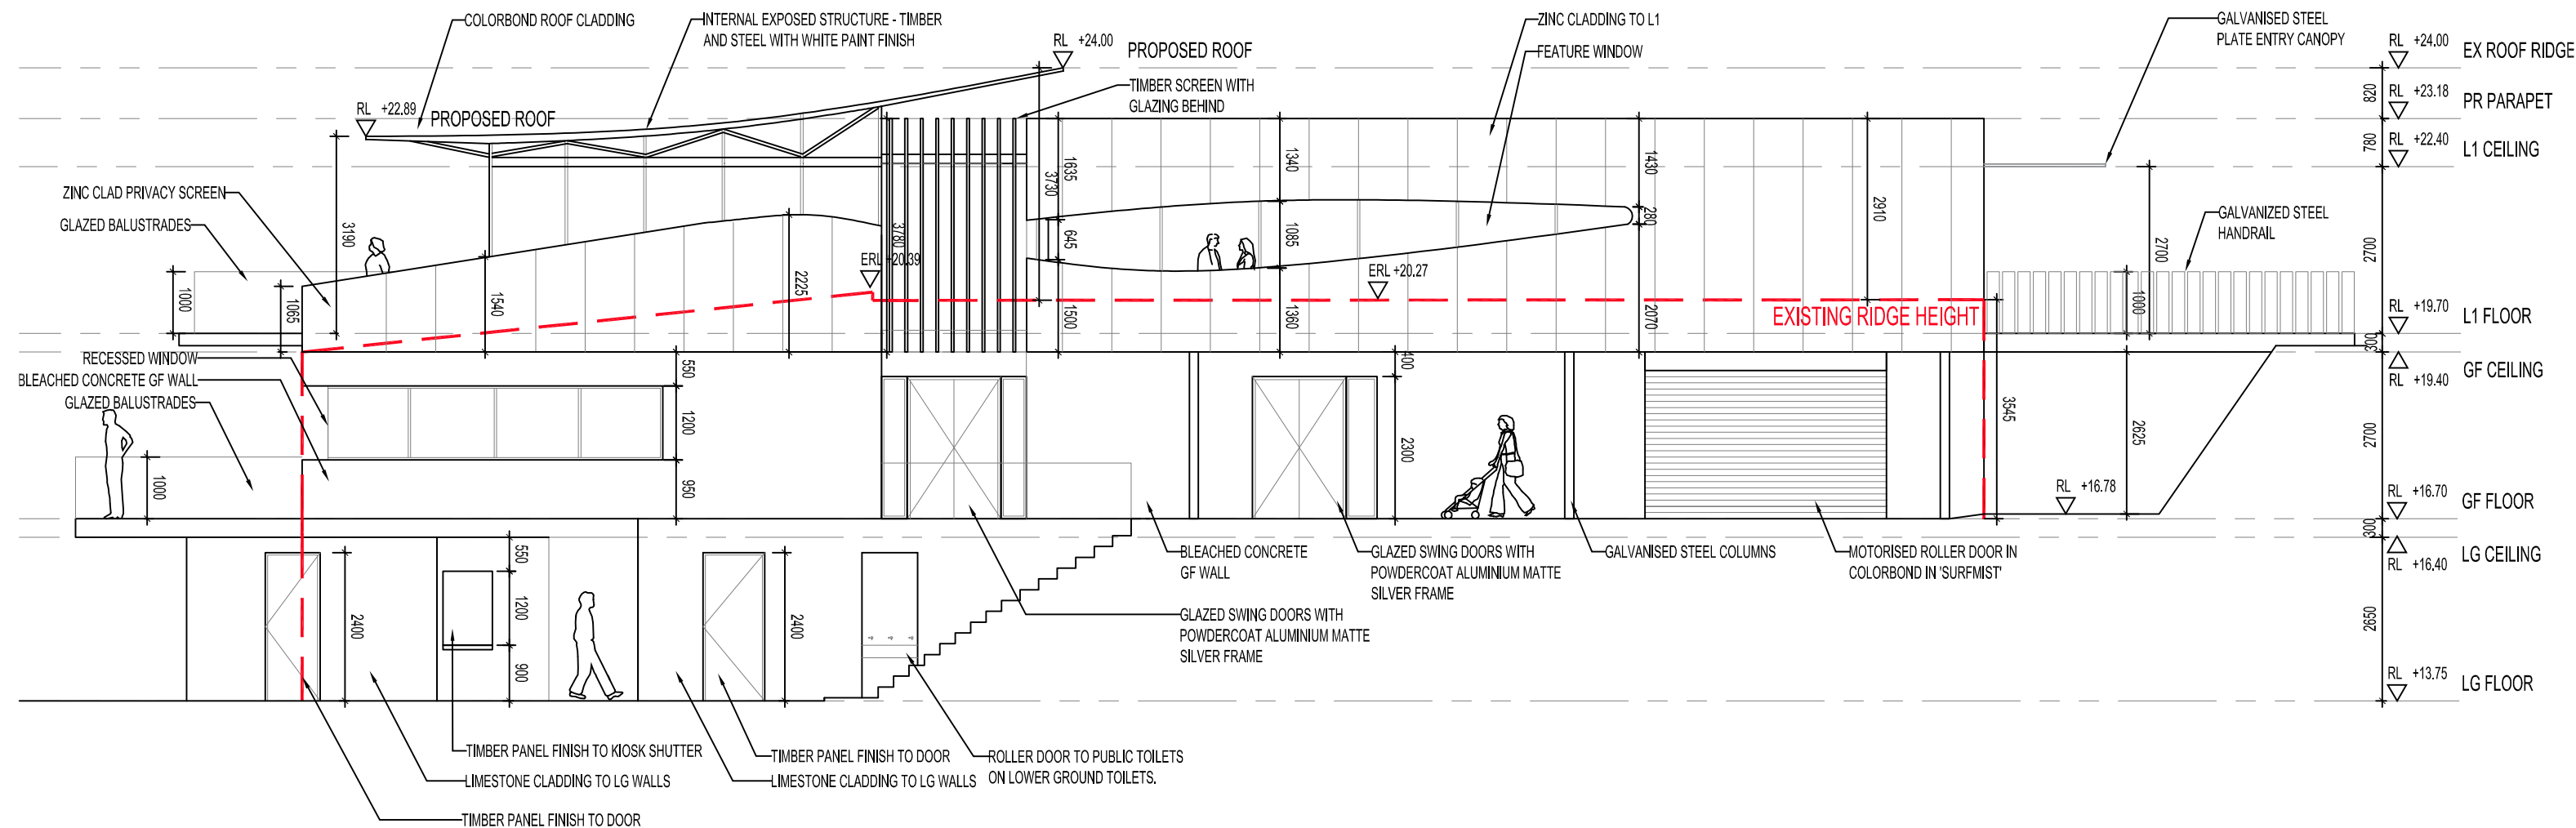 COLORBOND ROOF CLADDING
INTERNAL EXPOSED STRUCTURE - TIMBER
AND STEEL WITH WHITE PAINT FINISH
RL +24.00
PROPOSED ROOF
ZINC CLADDING TO L1
FEATURE WINDOW
GALVANISED STEEL
PLATE ENTRY CANOPY
RL +24.00
EX ROOF RIDGE
TIMBER SCREEN WITH
GLAZING BEHIND
RL +22.89
PROPOSED ROOF
820
RL +23.18
PR PARAPET
780
RL +22.40
L1 CEILING
ZINC CLAD PRIVACY SCREEN
GLAZED BALUSTRADES
3190
1635
3730
1340
1430
2910
280
645
1085
3780
2700
GALVANIZED STEEL
HANDRAIL
2700
ERL +20.39
ERL +20.27
1000
1065
1540
2225
1500
1360
2070
EXISTING RIDGE HEIGHT
1000
RL +19.70
L1 FLOOR
300
RECESSED WINDOW
BLEACHED CONCRETE GF WALL
GLAZED BALUSTRADES
550
400
GF CEILING
RL +19.40
1200
2300
3545
2625
2700
1000
950
RL +16.78
RL +16.70
GF FLOOR
300
550
BLEACHED CONCRETE
GF WALL
GLAZED SWING DOORS WITH
POWDERCOAT ALUMINIUM MATTE
SILVER FRAME
GALVANISED STEEL COLUMNS
MOTORISED ROLLER DOOR IN
COLORBOND IN 'SURFMIST'
LG CEILING
RL +16.40
2400
1200
2400
900
GLAZED SWING DOORS WITH
POWDERCOAT ALUMINIUM MATTE
SILVER FRAME
2650
RL +13.75
LG FLOOR
TIMBER PANEL FINISH TO KIOSK SHUTTER
TIMBER PANEL FINISH TO DOOR
ROLLER DOOR TO PUBLIC TOILETS
ON LOWER GROUND TOILETS.
LIMESTONE CLADDING TO LG WALLS
LIMESTONE CLADDING TO LG WALLS
TIMBER PANEL FINISH TO DOOR